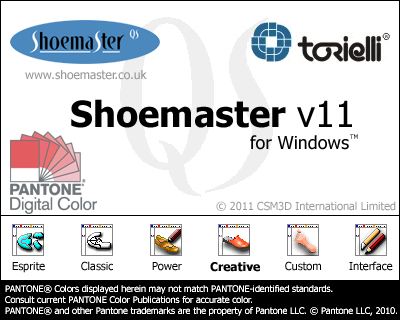 ShoemaSter QS
torielli®
www.shoemaster.co.uk
QS
Shoemaster v11
for Windows™
PANTONE®
Digital Color
© 2011 CSM3D International Limited
Esprite Classic Power Creative Custom Interface
PANTONE® Colors displayed herein may not match PANTONE-identified standards.
Consult current PANTONE Color Publications for accurate color.
PANTONE® and other Pantone trademarks are the property of Pantone LLC. © Pantone LLC, 2010.